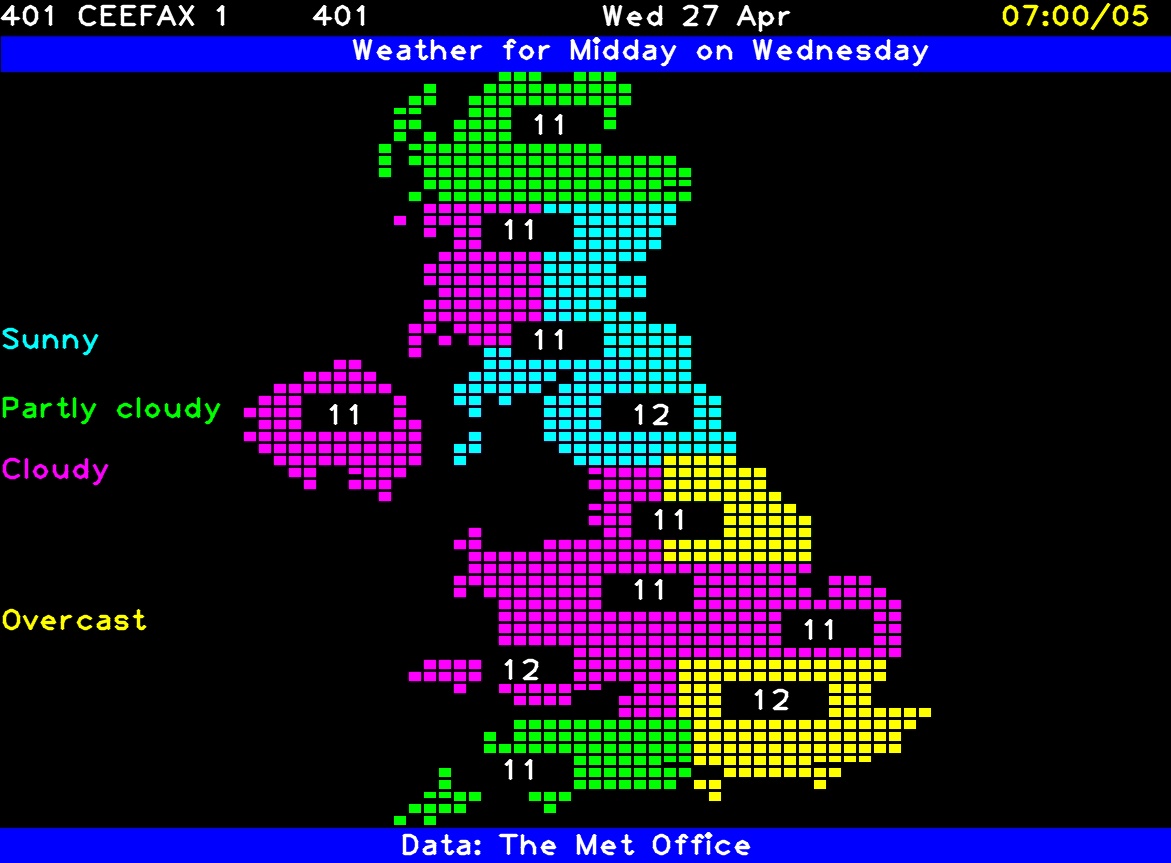 401 CEEFAX 1 401 Wed 27 Apr 07:00/05
Weather for Midday on Wednesday
11
11
Sunny 11
Partly cloudy 11 12
Cloudy
11
11
Overcast 11
12
12
11
Data: The Met Office